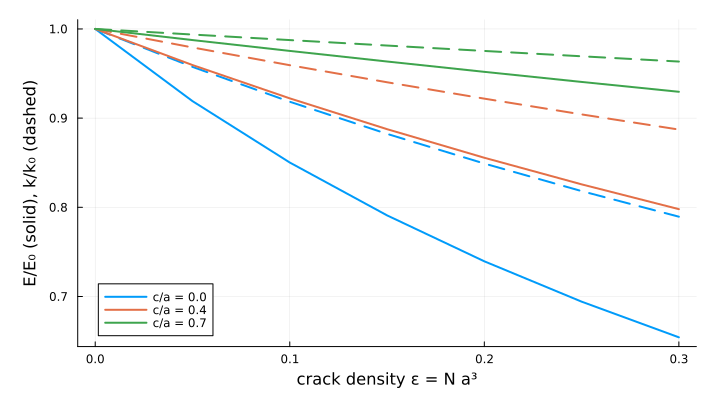 1.0
0.9
0.8
0.7
E/E₀ (solid), k/k₀ (dashed)
c/a = 0.0
c/a = 0.4
c/a = 0.7
0.0 0.1 0.2 0.3
crack density ε = N a³